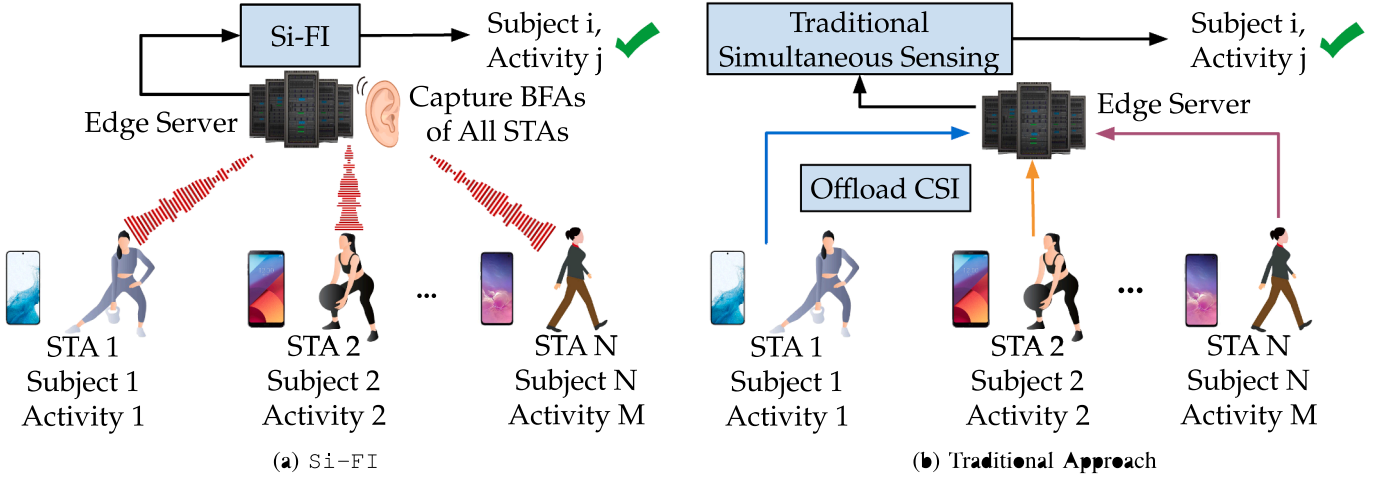 Si-FI
Subject i,
Activity j
Edge Server
Capture BFAs
of All STAs
...
STA 1
Subject 1
Activity 1
STA 2
Subject 2
Activity 2
STA N
Subject N
Activity M
(a) Si-FI
Traditional
Simultaneous Sensing
Subject i,
Activity j
Edge Server
Offload CSI
...
STA 1
Subject 1
Activity 1
STA 2
Subject 2
Activity 2
STA N
Subject N
Activity M
(b) Traditional Approach